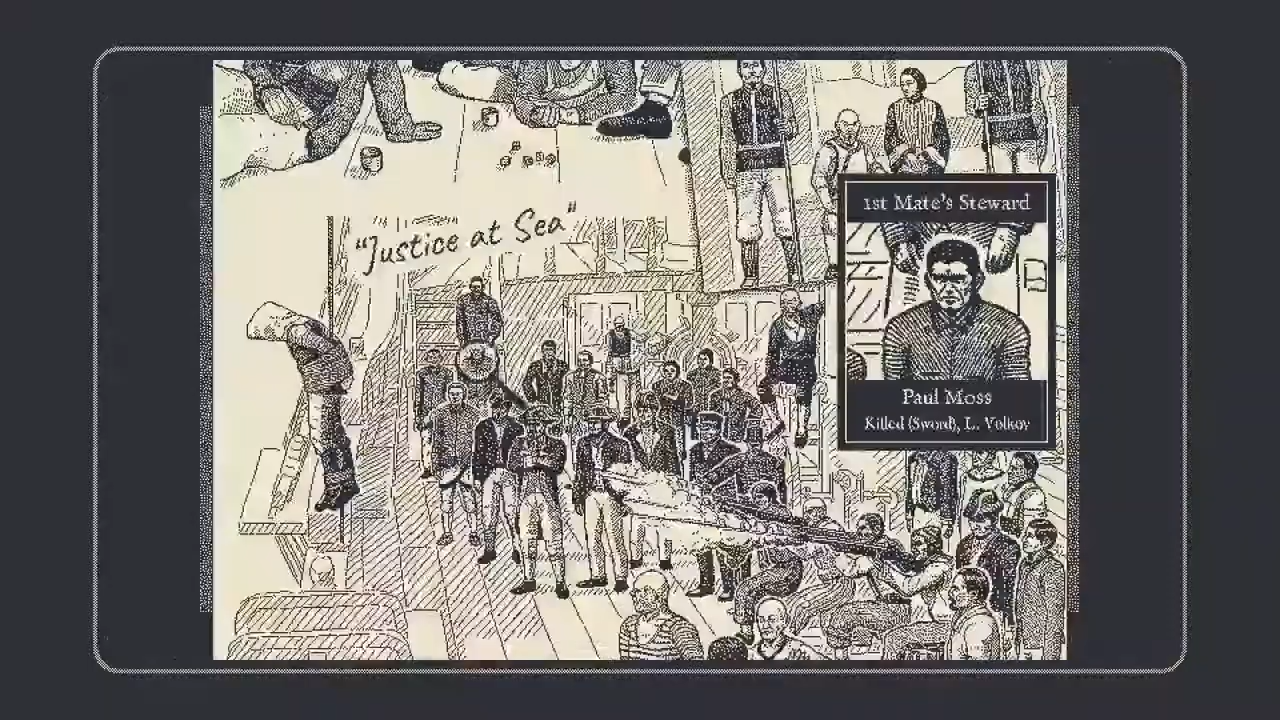 "Justice at Sea"
1st Mate's Steward
Paul Moss
Killed (Sword), L. Volkov